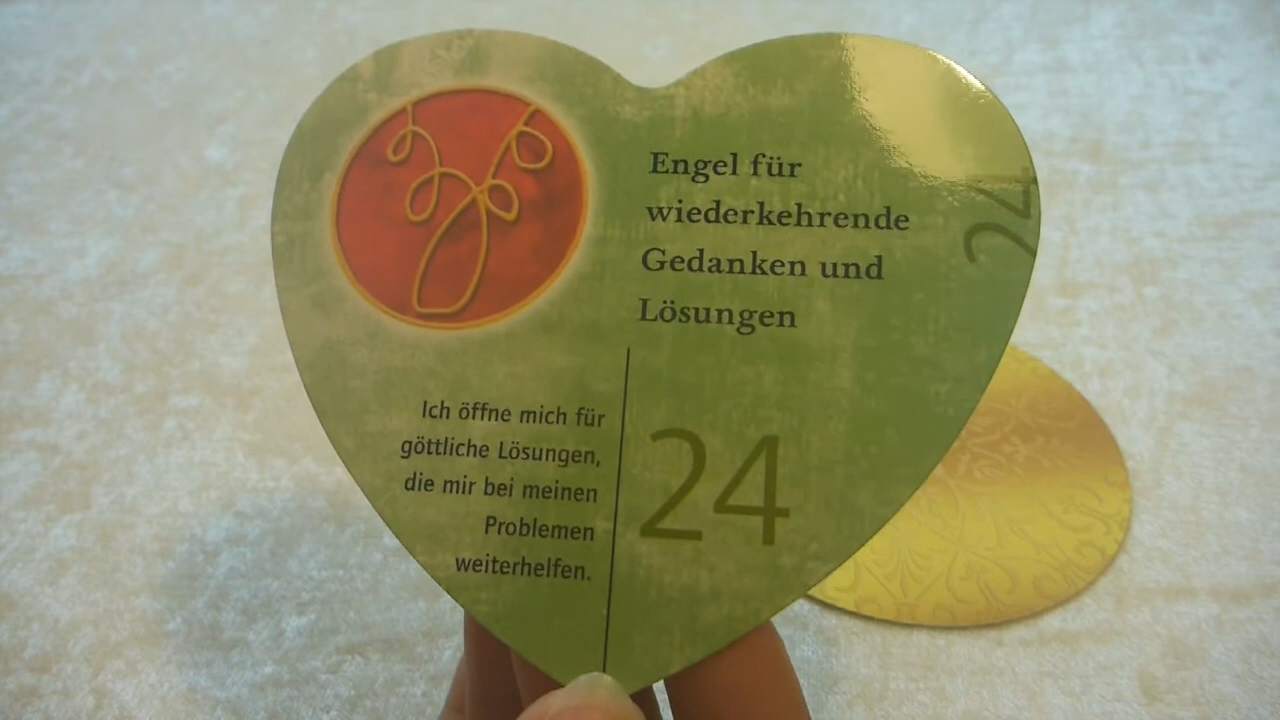 Engel für
wiederkehrende
Gedanken und
Lösungen
24
Ich öffne mich für
göttliche Lösungen,
die mir bei meinen
Problemen
weiterhelfen.
24